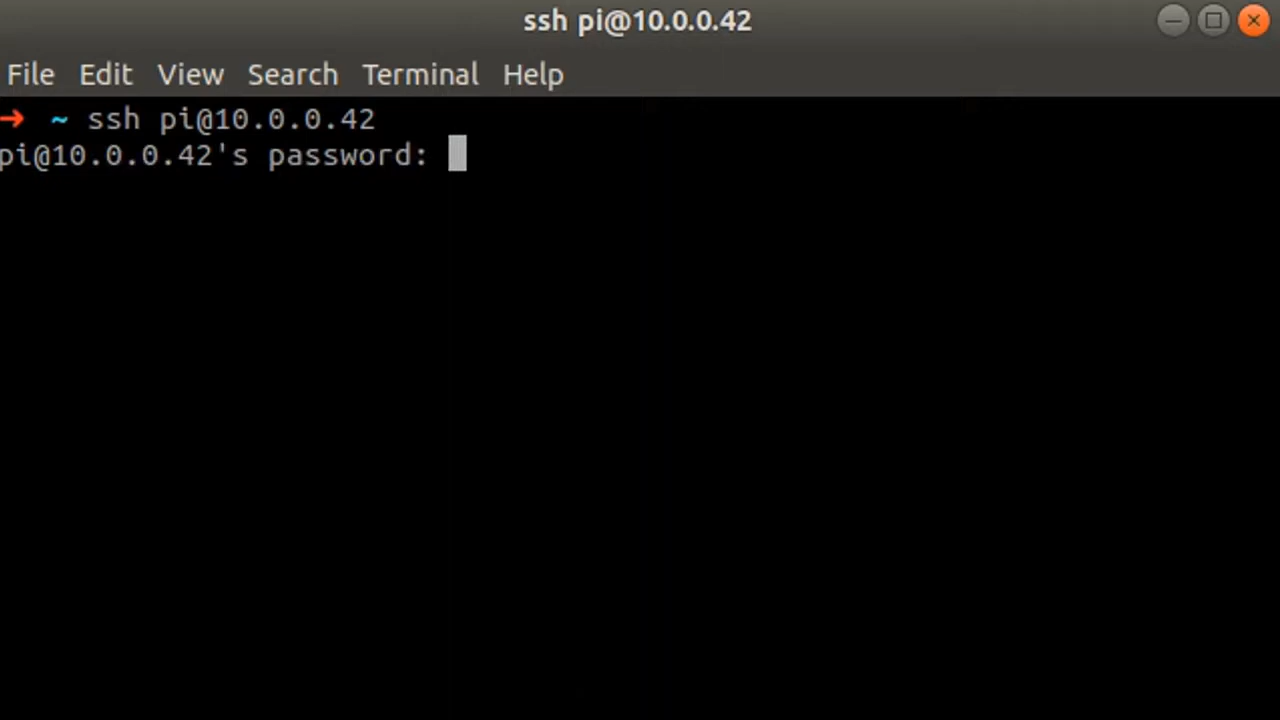 ssh pi@10.0.0.42
File Edit View Search Terminal Help
➜ ~ ssh pi@10.0.0.42
pi@10.0.0.42's password: